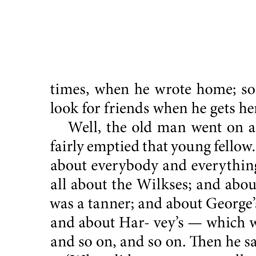 times, when he wrote home; so
look for friends when he gets he
Well, the old man went on a
fairly emptied that young fellow.
about everybody and everything
all about the Wilkses; and abou
was a tanner; and about George’s
and about Har- vey’s — which w
and so on, and so on. Then he sa